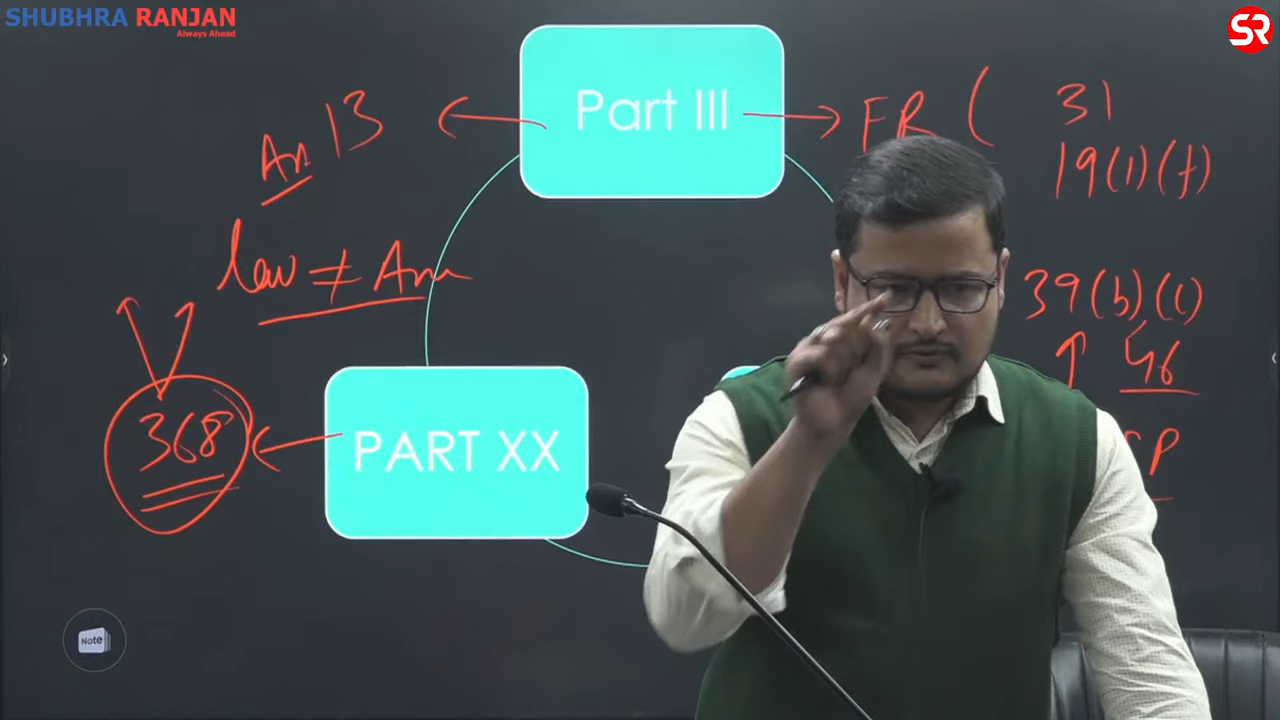 SHUBHRA RANJAN
Always Ahead
SR
Part III
FR ( 31
19(1)(f)
Art 13
law ≠ Am
39(b)(c)
46
368
PART XX
P
Note